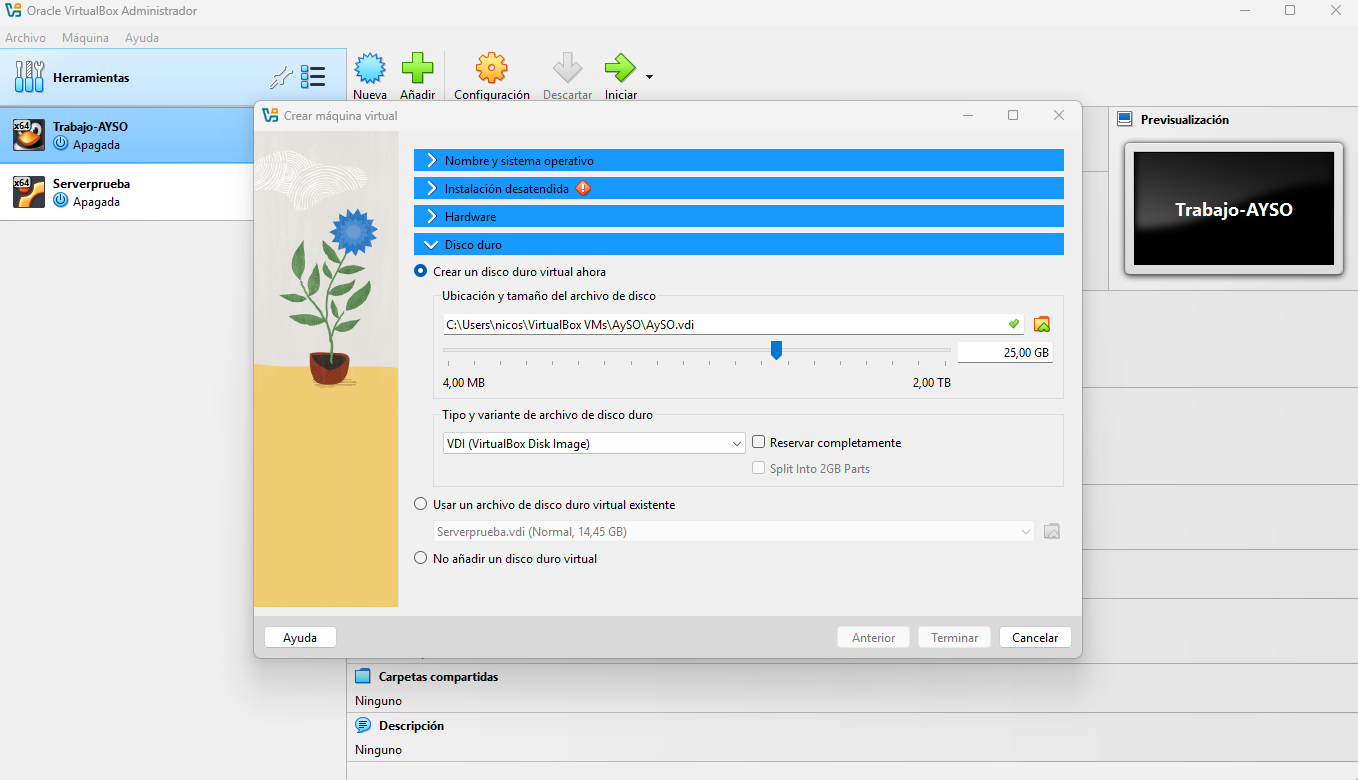 Oracle VirtualBox Administrador
Archivo Máquina Ayuda
Herramientas
Nueva Añadir Configuración Descartar Iniciar
Trabajo-AYSO
Apagada
Serverprueba
Apagada
Previsualización
Trabajo-AYSO
Crear máquina virtual
Nombre y sistema operativo
Instalación desatendida
Hardware
Disco duro
Crear un disco duro virtual ahora
Ubicación y tamaño del archivo de disco
C:\Users\nicos\VirtualBox VMs\AySO\AySO.vdi
25,00 GB
4,00 MB 2,00 TB
Tipo y variante de archivo de disco duro
VDI (VirtualBox Disk Image) Reservar completamente
Split Into 2GB Parts
Usar un archivo de disco duro virtual existente
Serverprueba.vdi (Normal, 14,45 GB)
No añadir un disco duro virtual
Ayuda Anterior Terminar Cancelar
Carpetas compartidas
Ninguno
Descripción
Ninguno